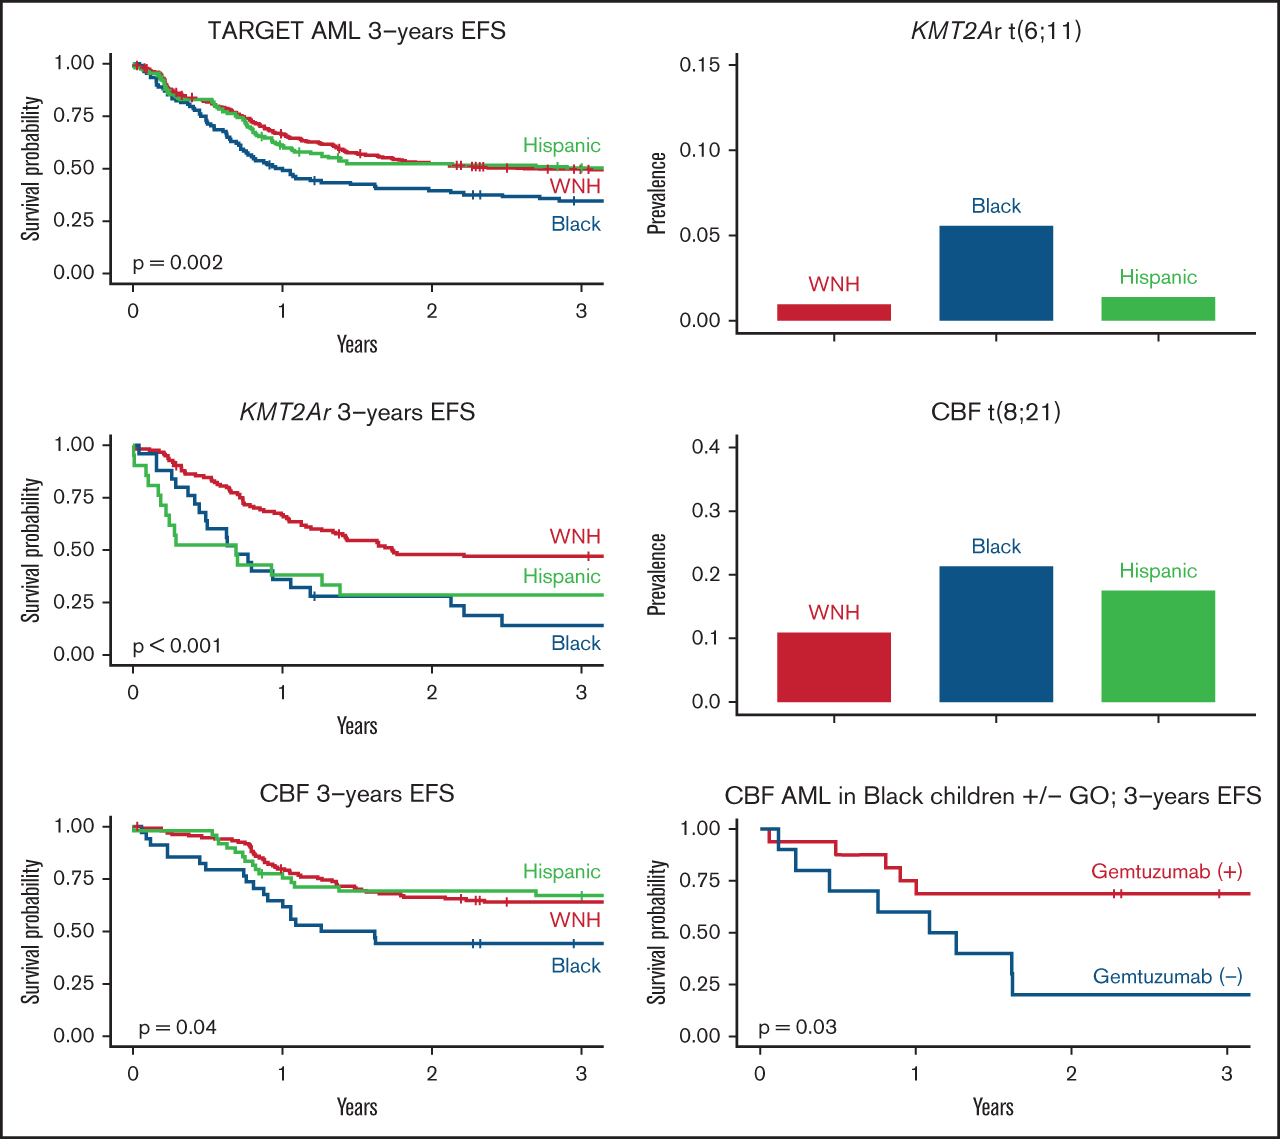 TARGET AML 3–years EFS
Survival probability
1.00
0.75
0.50
0.25
0.00
Hispanic
WNH
Black
p = 0.002
0 1 2 3
Years
KMT2Ar t(6;11)
Prevalence
0.15
0.10
0.05
0.00
Black
WNH
Hispanic
KMT2Ar 3–years EFS
Survival probability
1.00
0.75
0.50
0.25
0.00
WNH
Hispanic
Black
p < 0.001
0 1 2 3
Years
CBF t(8;21)
Prevalence
0.4
0.3
0.2
0.1
0.0
Black
Hispanic
WNH
CBF 3–years EFS
Survival probability
1.00
0.75
0.50
0.25
0.00
Hispanic
WNH
Black
p = 0.04
0 1 2 3
Years
CBF AML in Black children +/– GO; 3–years EFS
Survival probability
1.00
0.75
0.50
0.25
0.00
Gemtuzumab (+)
Gemtuzumab (–)
p = 0.03
0 1 2 3
Years